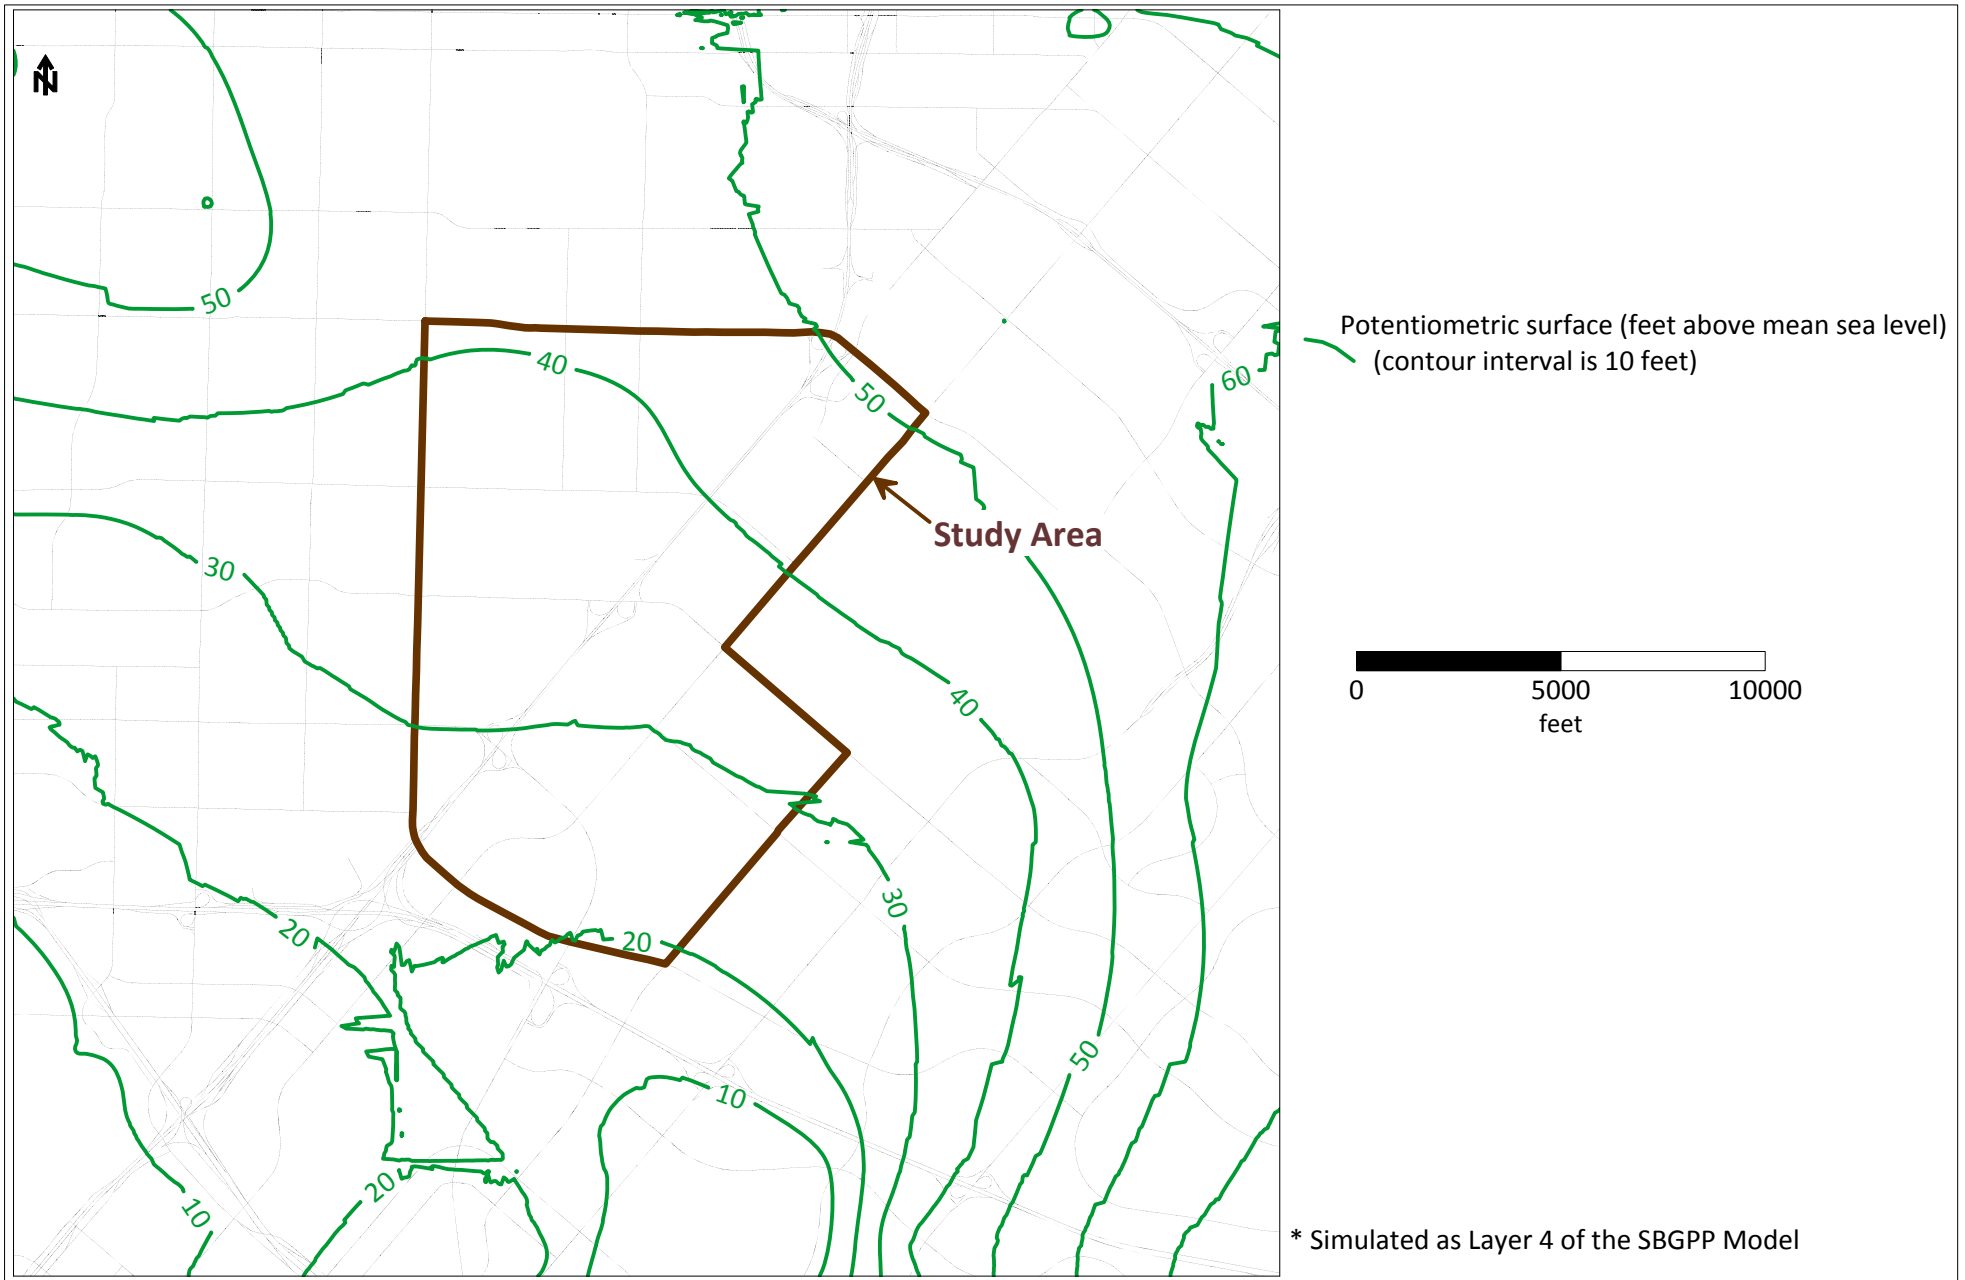 N
50
40
50
60
Potentiometric surface (feet above mean sea level)
(contour interval is 10 feet)
Study Area
30
40
0 5000 10000
feet
30
20
20
50
10
20
10
* Simulated as Layer 4 of the SBGPP Model